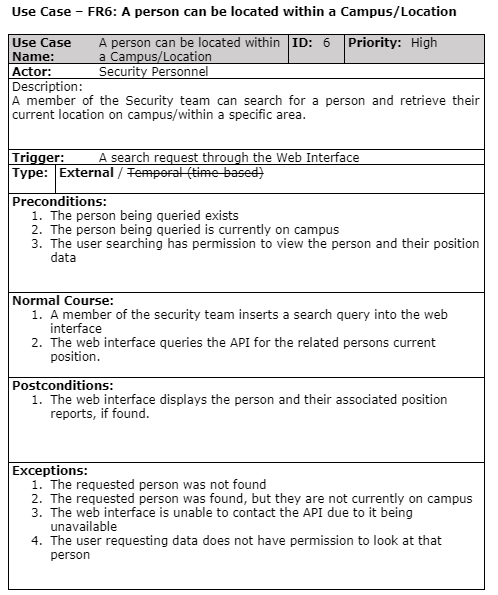 Use Case – FR6: A person can be located within a Campus/Location
Use Case Name: A person can be located within a Campus/Location ID: 6 Priority: High
Actor: Security Personnel
Description:
A member of the Security team can search for a person and retrieve their
current location on campus/within a specific area.
Trigger: A search request through the Web Interface
Type: External / Temporal (time-based)
Preconditions:
1. The person being queried exists
2. The person being queried is currently on campus
3. The user searching has permission to view the person and their position
data
Normal Course:
1. A member of the security team inserts a search query into the web
interface
2. The web interface queries the API for the related persons current
position.
Postconditions:
1. The web interface displays the person and their associated position
reports, if found.
Exceptions:
1. The requested person was not found
2. The requested person was found, but they are not currently on campus
3. The web interface is unable to contact the API due to it being
unavailable
4. The user requesting data does not have permission to look at that
person